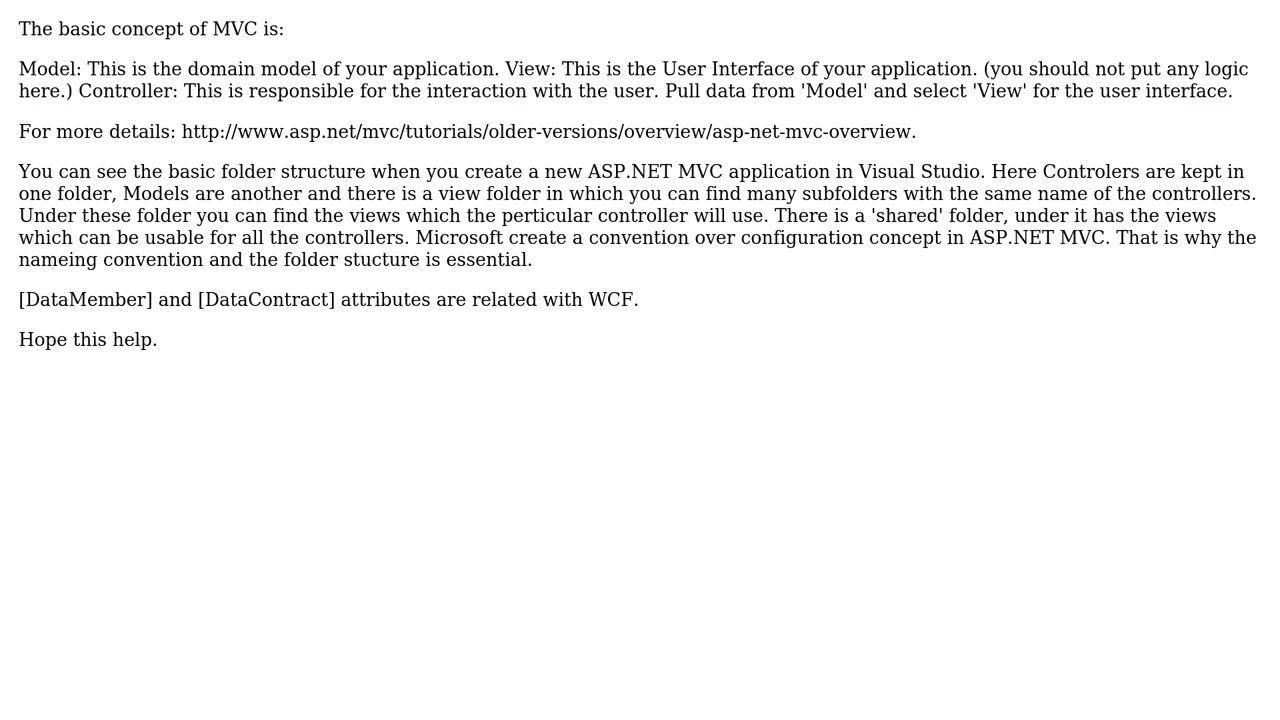 The basic concept of MVC is:
Model: This is the domain model of your application. View: This is the User Interface of your application. (you should not put any logic
here.) Controller: This is responsible for the interaction with the user. Pull data from 'Model' and select 'View' for the user interface.
For more details: http://www.asp.net/mvc/tutorials/older-versions/overview/asp-net-mvc-overview.
You can see the basic folder structure when you create a new ASP.NET MVC application in Visual Studio. Here Controlers are kept in
one folder, Models are another and there is a view folder in which you can find many subfolders with the same name of the controllers.
Under these folder you can find the views which the perticular controller will use. There is a 'shared' folder, under it has the views
which can be usable for all the controllers. Microsoft create a convention over configuration concept in ASP.NET MVC. That is why the
nameing convention and the folder stucture is essential.
[DataMember] and [DataContract] attributes are related with WCF.
Hope this help.